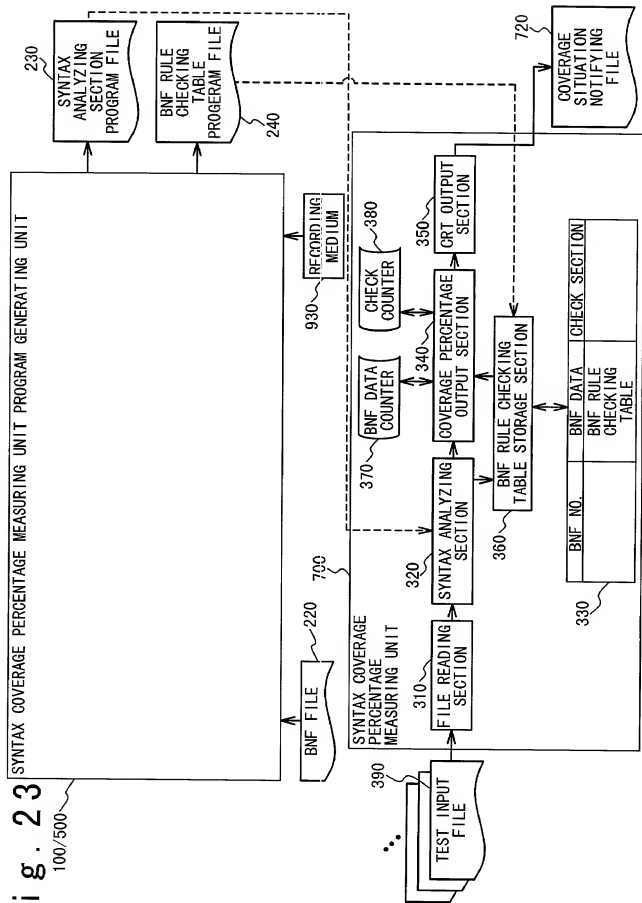 ig. 23
100/500
SYNTAX COVERAGE PERCENTAGE MEASURING UNIT PROGRAM GENERATING UNIT
230
SYNTAX
ANALYZING
SECTION
PROGRAM FILE
BNF RULE
CHECKING
TABLE
PROGERAM FILE
240
220
BNF FILE
RECORDING
MEDIUM
930
700
SYNTAX COVERAGE
PERCENTAGE
MEASURING UNIT
390
TEST INPUT
FILE
310
FILE READING
SECTION
320
SYNTAX ANALYZING
SECTION
370
BNF DATA
COUNTER
380
CHECK
COUNTER
340
COVERAGE PERCENTAGE
OUTPUT SECTION
350
CRT OUTPUT
SECTION
720
COVERAGE
SITUATION
NOTIFYING
FILE
360
BNF RULE CHECKING
TABLE STORAGE SECTION
330
BNF NO. BNF DATA CHECK SECTION
BNF RULE
CHECKING
TABLE